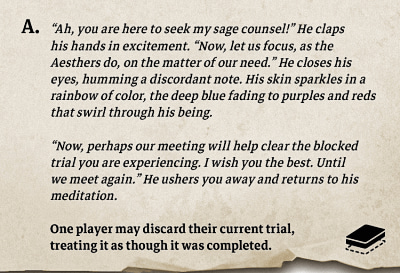 A. “Ah, you are here to seek my sage counsel!” He claps
his hands in excitement. “Now, let us focus, as the
Aesthers do, on the matter of our need.” He closes his
eyes, humming a discordant note. His skin sparkles in a
rainbow of color, the deep blue fading to purples and reds
that swirl through his being.
“Now, perhaps our meeting will help clear the blocked
trial you are experiencing. I wish you the best. Until
we meet again.” He ushers you away and returns to his
meditation.
One player may discard their current trial,
treating it as though it was completed.